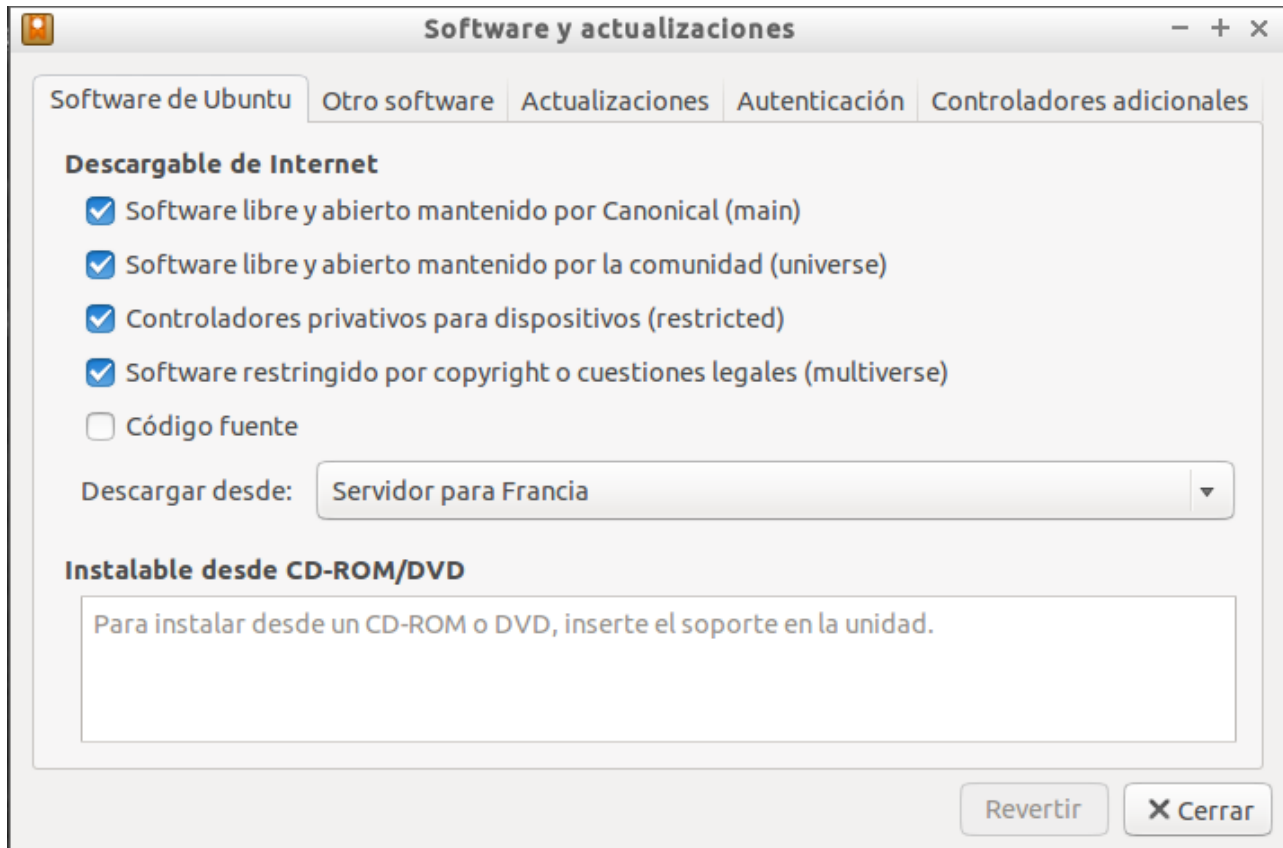 Software y actualizaciones
Software de Ubuntu
Otro software
Actualizaciones
Autenticación
Controladores adicionales
Descargable de Internet
Software libre y abierto mantenido por Canonical (main)
Software libre y abierto mantenido por la comunidad (universe)
Controladores privativos para dispositivos (restricted)
Software restringido por copyright o cuestiones legales (multiverse)
Código fuente
Descargar desde: Servidor para Francia
Instalable desde CD-ROM/DVD
Para instalar desde un CD-ROM o DVD, inserte el soporte en la unidad.
Revertir
Cerrar